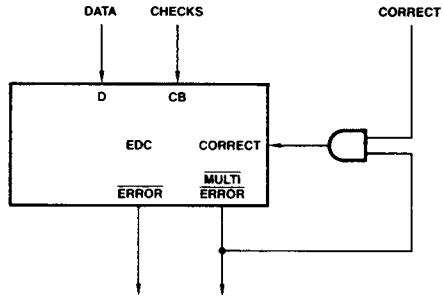 DATA CHECKS CORRECT
D CB
EDC CORRECT
MULTI
ERROR ERROR